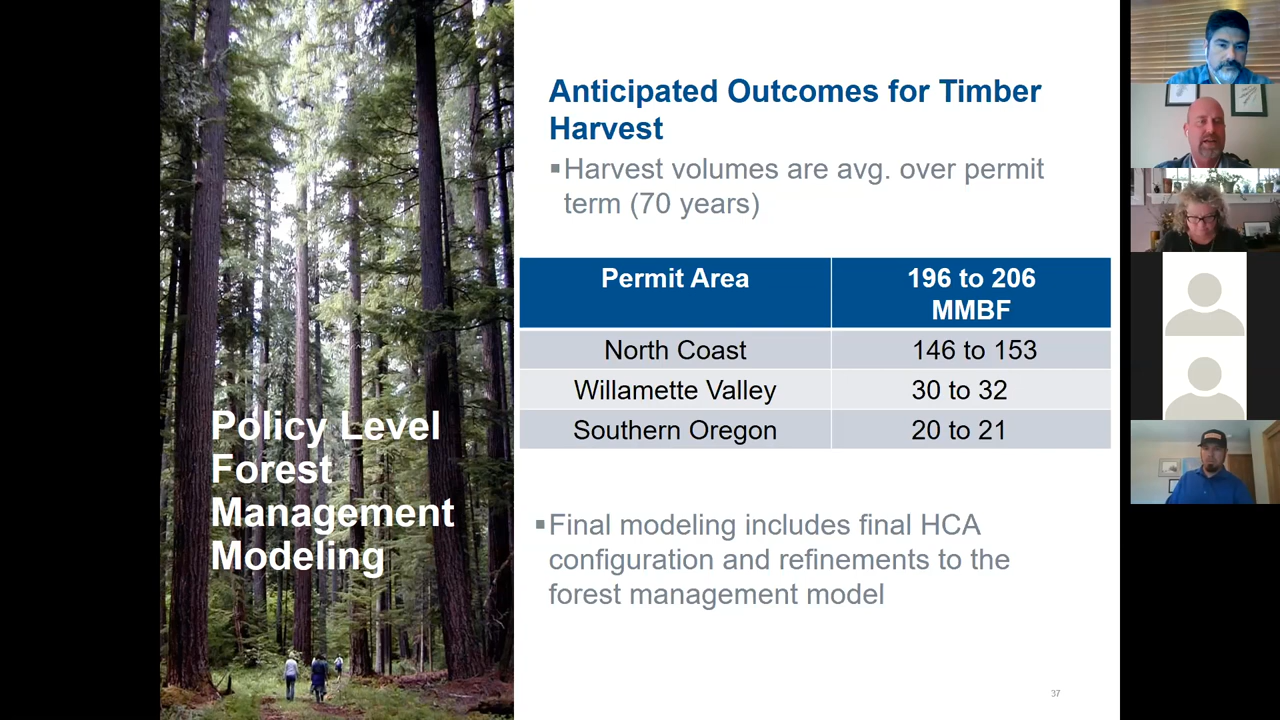 Policy Level
Forest
Management
Modeling
Anticipated Outcomes for Timber
Harvest
▪Harvest volumes are avg. over permit
term (70 years)
Permit Area
196 to 206
MMBF
North Coast
146 to 153
Willamette Valley
30 to 32
Southern Oregon
20 to 21
▪Final modeling includes final HCA
configuration and refinements to the
forest management model
37